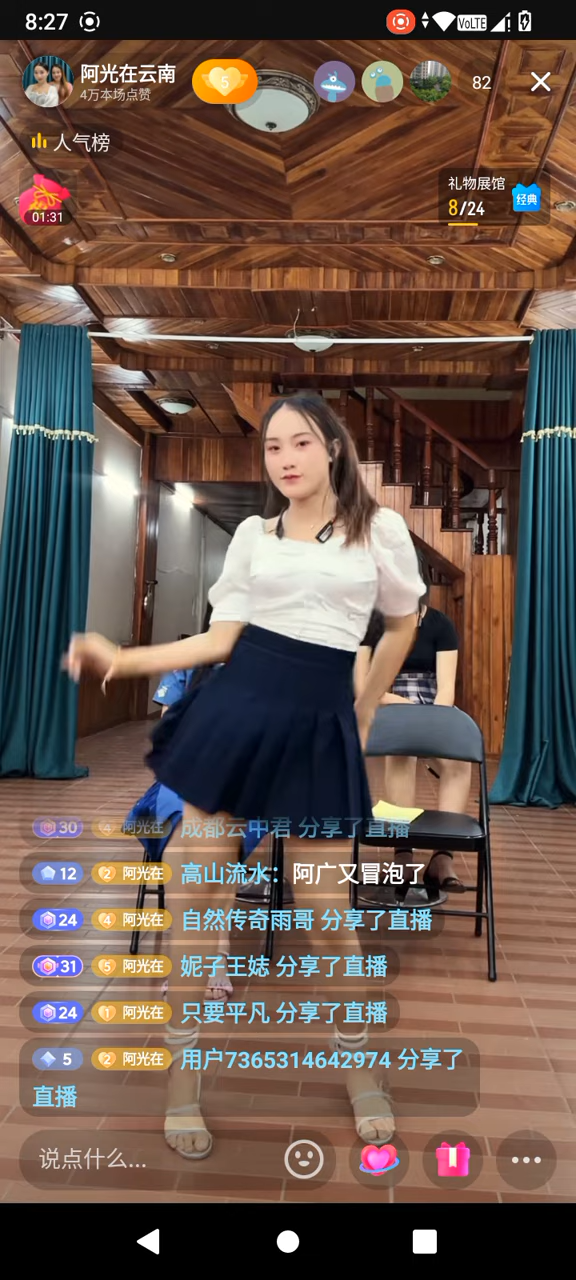 8:27
VoLTE
阿光在云南
4万本场点赞
5
82
人气榜
01:31
礼物展馆
8/24
经典
30 4 阿光在 成都云中君 分享了直播
12 2 阿光在 高山流水：阿广又冒泡了
24 4 阿光在 自然传奇雨哥 分享了直播
31 5 阿光在 妮子王誌 分享了直播
24 1 阿光在 只要平凡 分享了直播
5 2 阿光在 用户7365314642974 分享了
直播
说点什么...